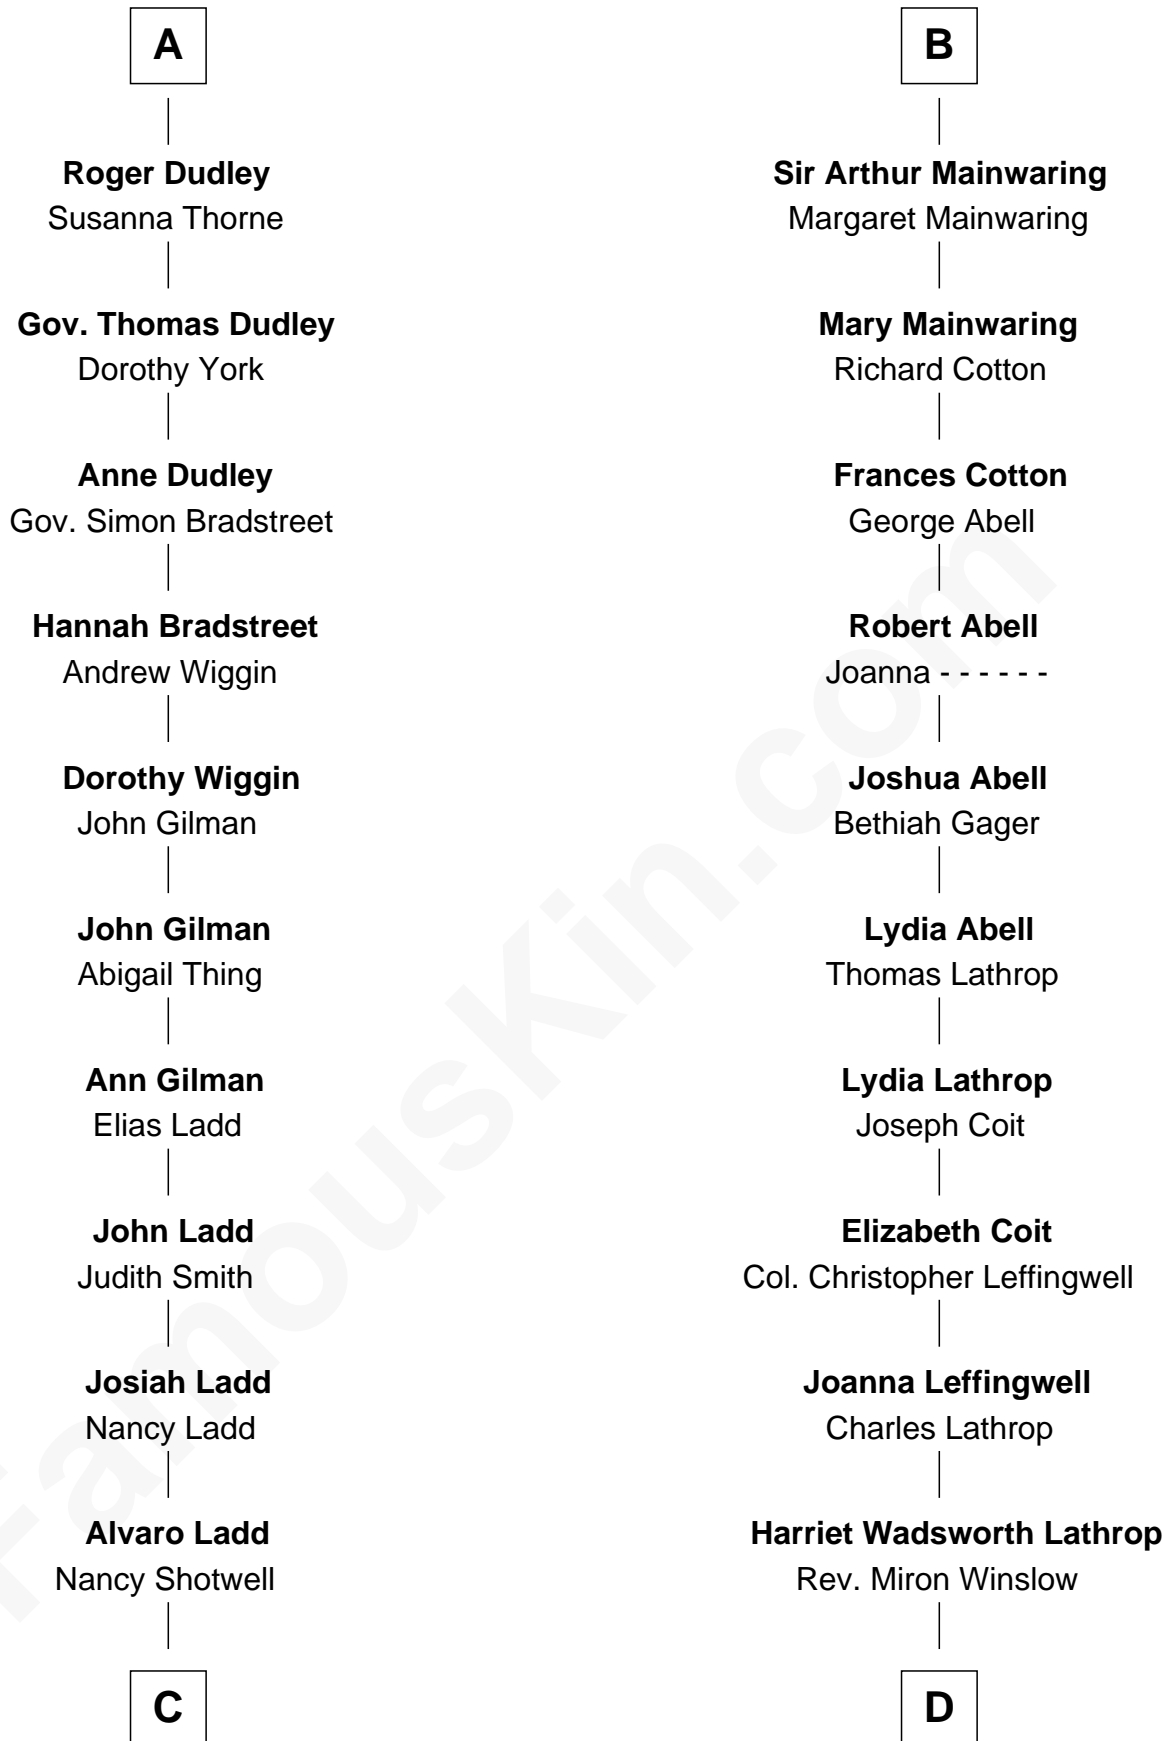 A
Roger Dudley
Susanna Thorne
Gov. Thomas Dudley
Dorothy York
Anne Dudley
Gov. Simon Bradstreet
Hannah Bradstreet
Andrew Wiggin
Dorothy Wiggin
John Gilman
John Gilman
Abigail Thing
Ann Gilman
Elias Ladd
John Ladd
Judith Smith
Josiah Ladd
Nancy Ladd
Alvaro Ladd
Nancy Shotwell
C
B
Sir Arthur Mainwaring
Margaret Mainwaring
Mary Mainwaring
Richard Cotton
Frances Cotton
George Abell
Robert Abell
Joanna - - - - - -
Joshua Abell
Bethiah Gager
Lydia Abell
Thomas Lathrop
Lydia Lathrop
Joseph Coit
Elizabeth Coit
Col. Christopher Leffingwell
Joanna Leffingwell
Charles Lathrop
Harriet Wadsworth Lathrop
Rev. Miron Winslow
D
FamousKin.com